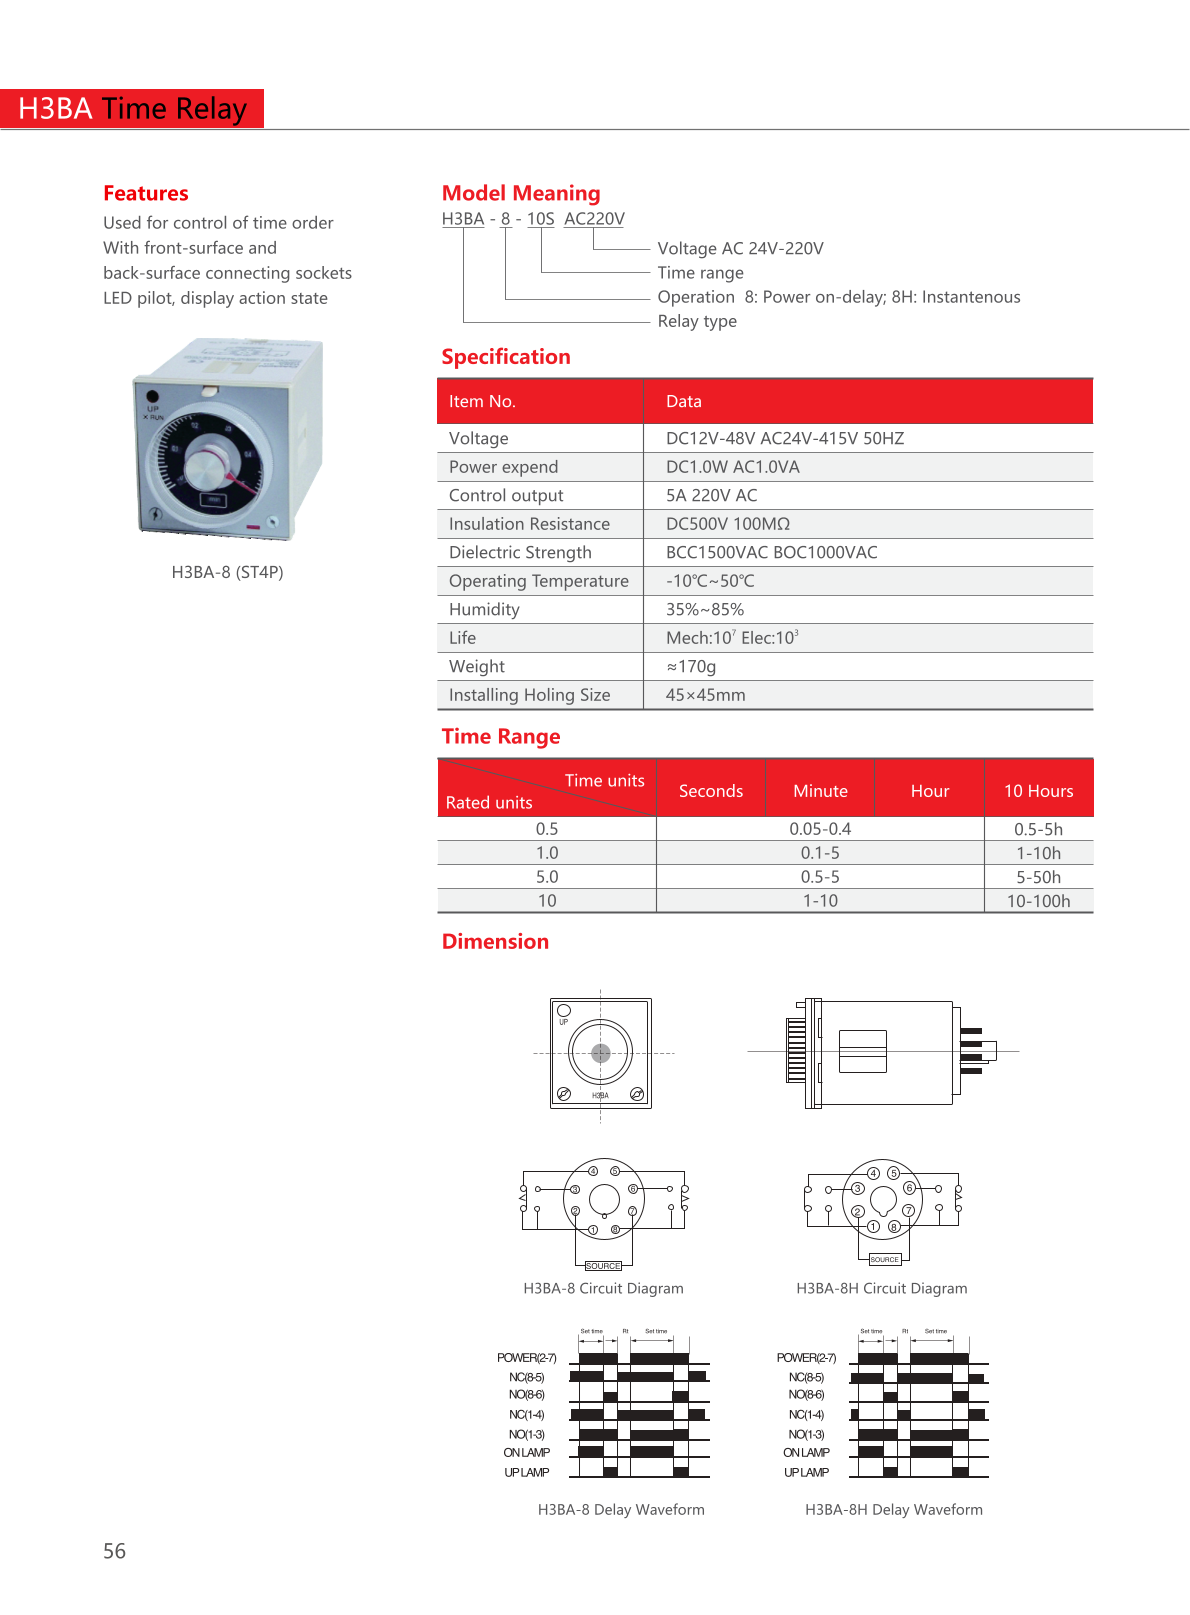 H3BA Time Relay
Features
Used for control of time order
With front-surface and
back-surface connecting sockets
LED pilot, display action state
UP
RUN
H3BA-8 (ST4P)
Model Meaning
H3BA - 8 - 10S AC220V
Voltage AC 24V-220V
Time range
Operation 8: Power on-delay; 8H: Instantenous
Relay type
Specification
Item No. Data
Voltage DC12V-48V AC24V-415V 50HZ
Power expend DC1.0W AC1.0VA
Control output 5A 220V AC
Insulation Resistance DC500V 100MΩ
Dielectric Strength BCC1500VAC BOC1000VAC
Operating Temperature -10℃~50℃
Humidity 35%~85%
Life Mech:10⁷ Elec:10³
Weight ≈170g
Installing Holing Size 45×45mm
Time Range
Time units
Rated units
Seconds Minute Hour 10 Hours
0.5 0.05-0.4 0.5-5h
1.0 0.1-5 1-10h
5.0 0.5-5 5-50h
10 1-10 10-100h
Dimension
UP
H3BA
4 5
3 6
2 7
1 8
SOURCE
H3BA-8 Circuit Diagram
4 5
3 6
2 7
1 8
SOURCE
H3BA-8H Circuit Diagram
Set time Rt Set time
POWER(2-7)
NC(8-5)
NO(8-6)
NC(1-4)
NO(1-3)
ON LAMP
UP LAMP
H3BA-8 Delay Waveform
Set time Rt Set time
POWER(2-7)
NC(8-5)
NO(8-6)
NC(1-4)
NO(1-3)
ON LAMP
UP LAMP
H3BA-8H Delay Waveform
56